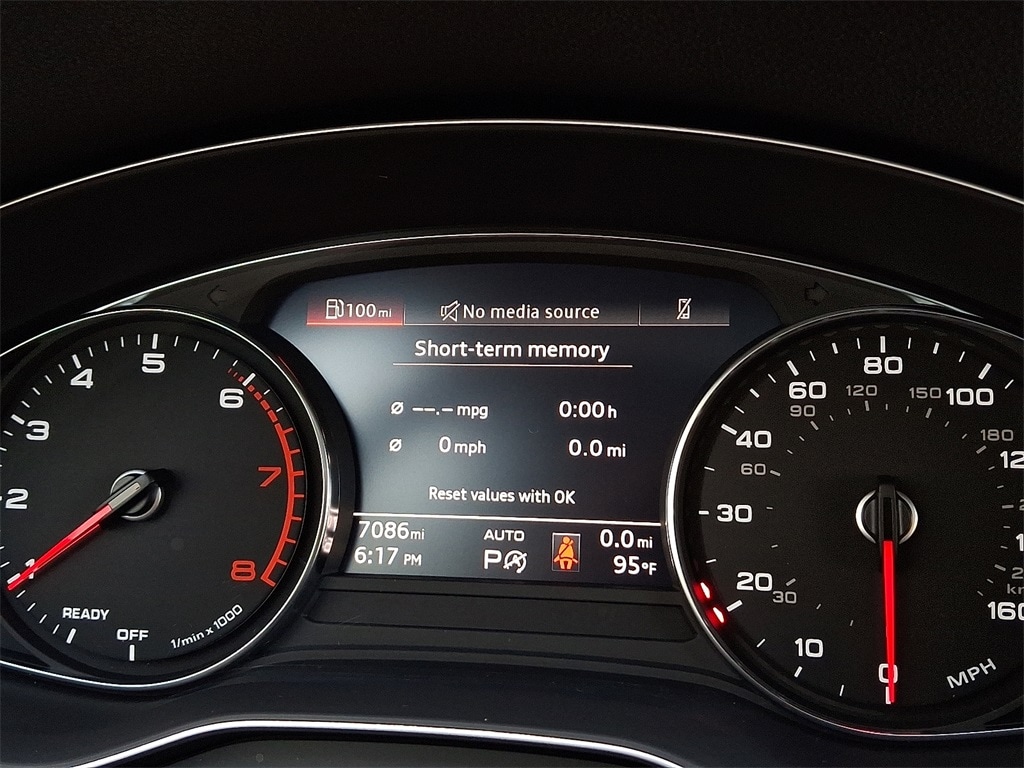 100 mi No media source
Short-term memory
Ø --.- mpg 0:00 h
Ø 0 mph 0.0 mi
Reset values with OK
7086 mi AUTO 0.0 mi
6:17 PM P 95°F
1 2 3 4 5 6 7 8
READY
OFF
1/min x 1000
0 10 20 30 40 60 80 100
30 60 90 120 150 180
160
MPH